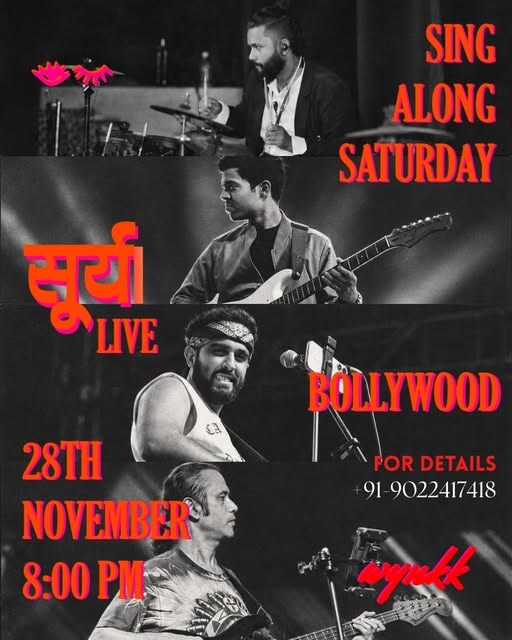 SING
ALONG
SATURDAY
सूर्या
LIVE
BOLLYWOOD
28TH
NOVEMBER
8:00 PM
FOR DETAILS
+91-9022417418
wynkk